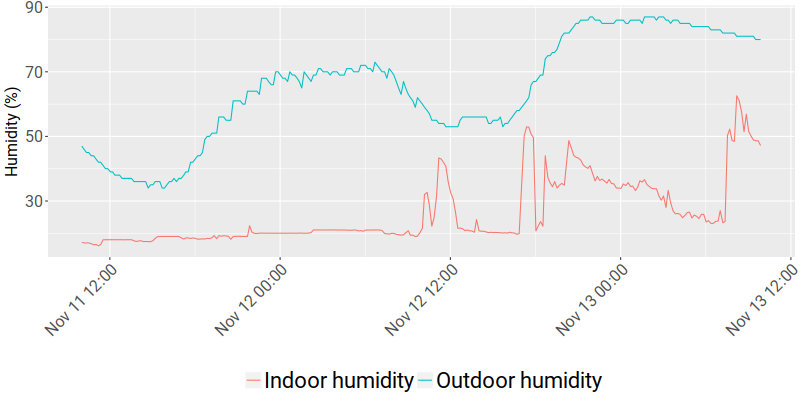 90
70
50
30
Humidity (%)
Nov 11 12:00
Nov 12 00:00
Nov 12 12:00
Nov 13 00:00
Nov 13 12:00
Indoor humidity
Outdoor humidity